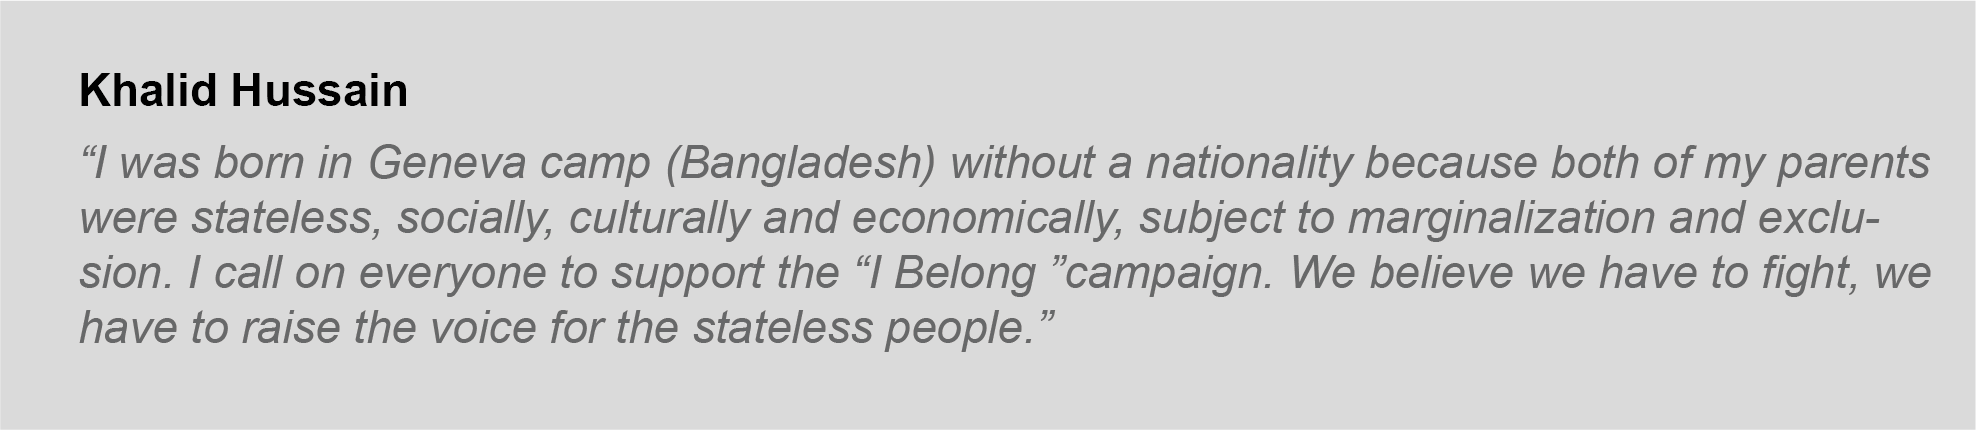 Khalid Hussain
“I was born in Geneva camp (Bangladesh) without a nationality because both of my parents
were stateless, socially, culturally and economically, subject to marginalization and exclu-
sion. I call on everyone to support the “I Belong ”campaign. We believe we have to fight, we
have to raise the voice for the stateless people.”